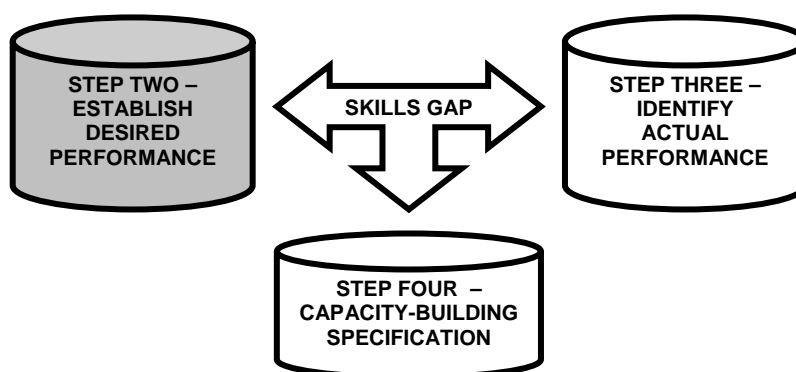 STEP TWO –
ESTABLISH
DESIRED
PERFORMANCE
SKILLS GAP
STEP THREE –
IDENTIFY
ACTUAL
PERFORMANCE
STEP FOUR –
CAPACITY-BUILDING
SPECIFICATION